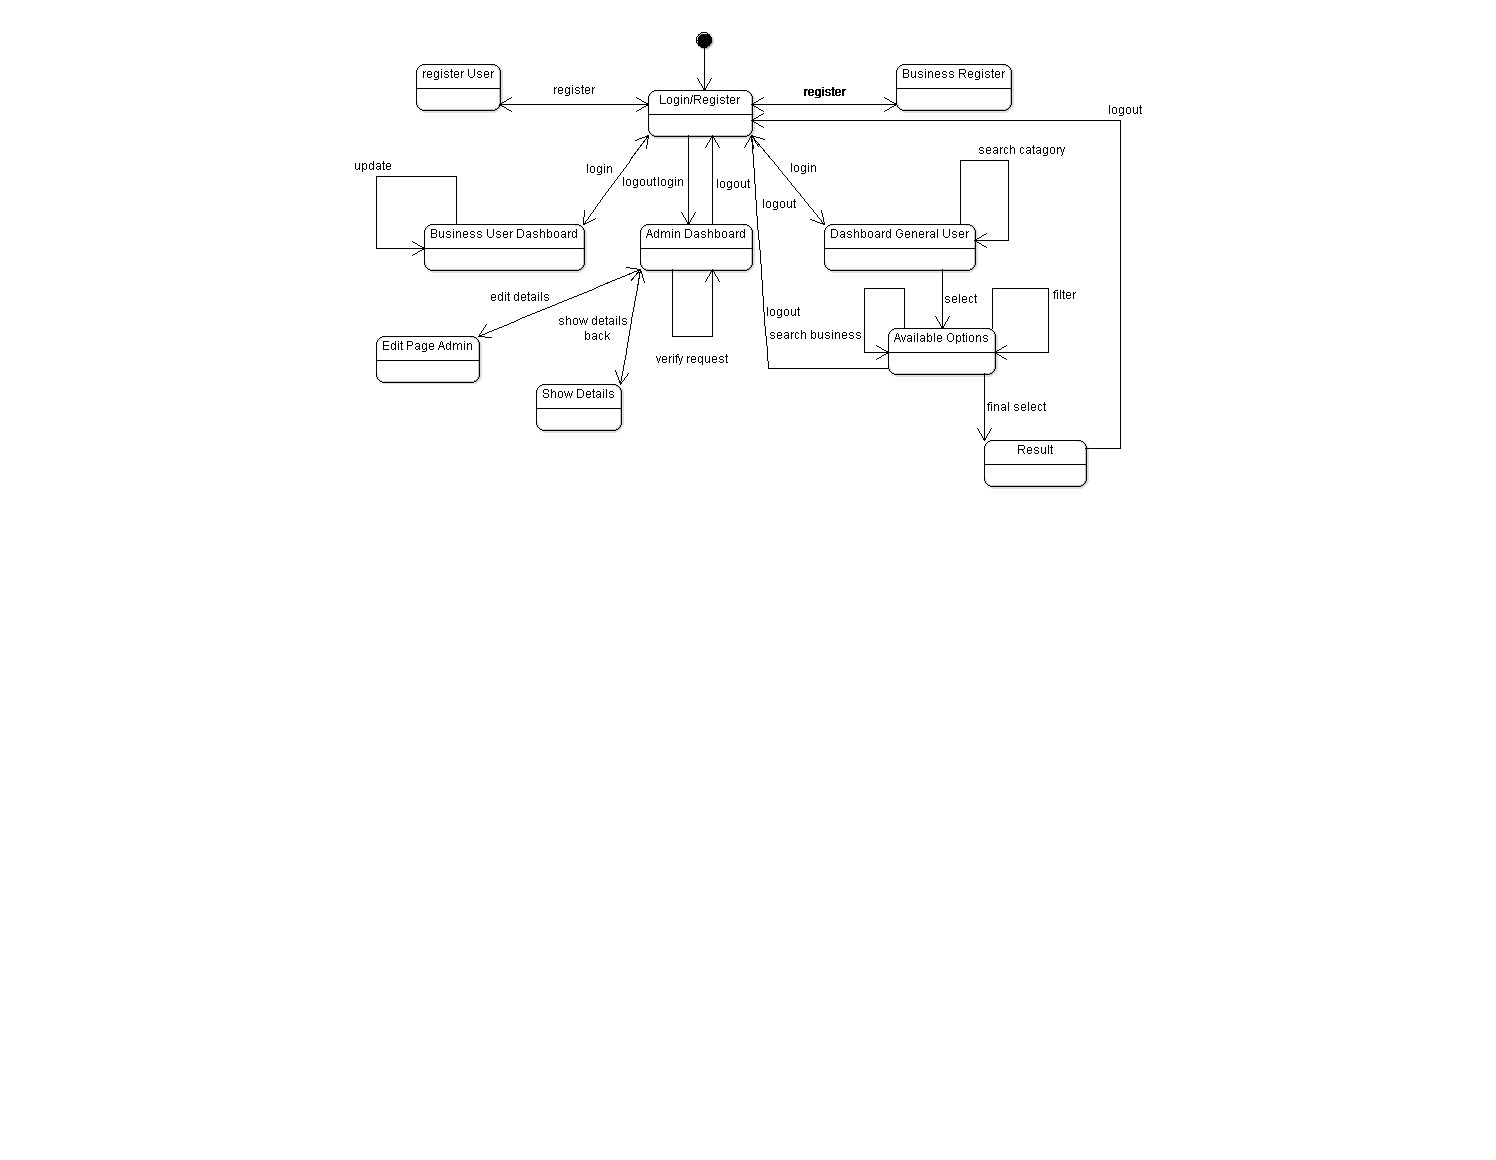 register User
Business Register
register
register
Login/Register
logout
search catagory
update
login
logout
login
logout
login
logout
Business User Dashboard
Admin Dashboard
Dashboard General User
edit details
select
filter
show details
back
logout
search business
Available Options
Edit Page Admin
verify request
Show Details
final select
Result